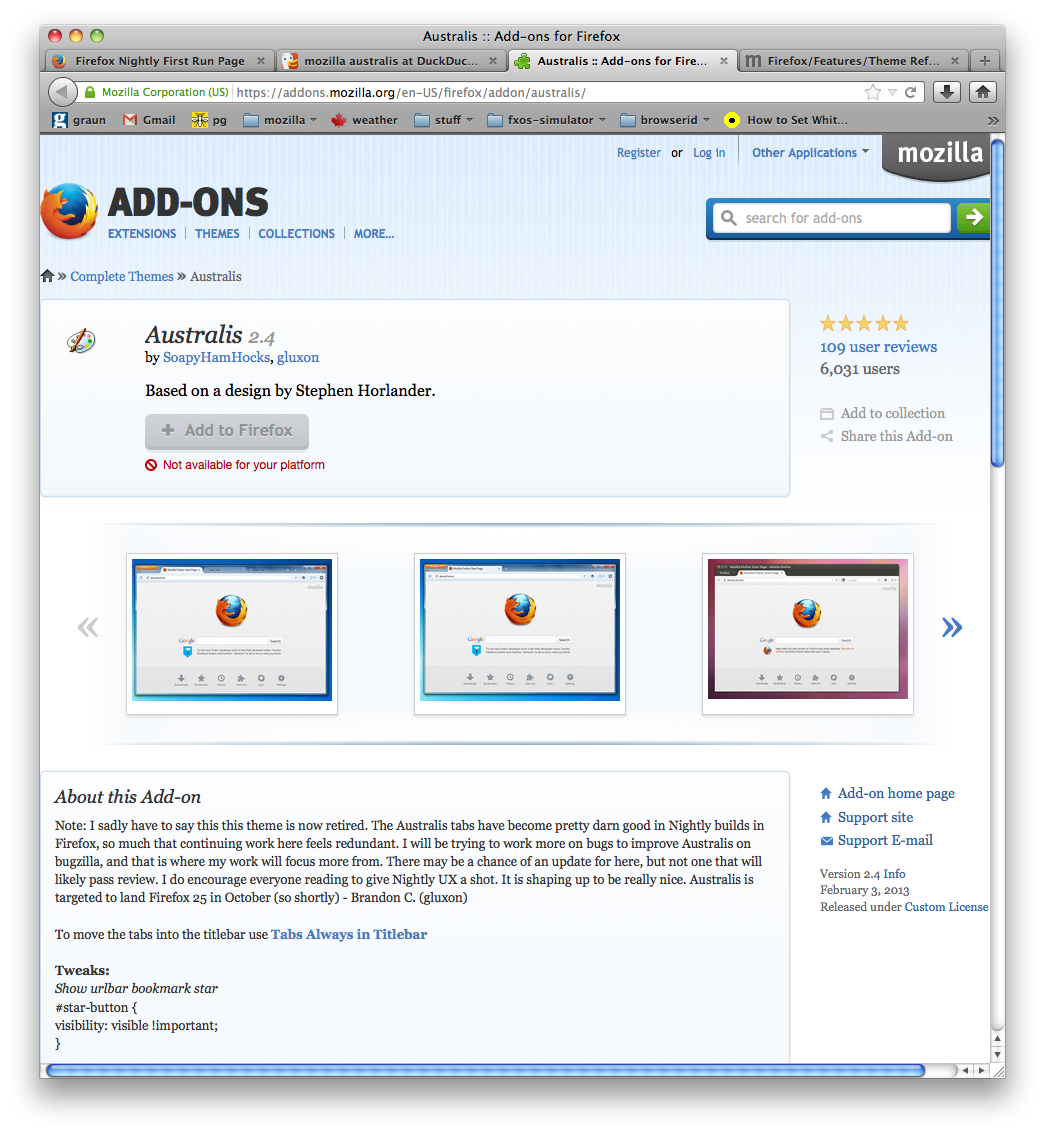 Australis :: Add-ons for Firefox
Firefox Nightly First Run Page
mozilla australis at DuckDuc...
Australis :: Add-ons for Fire...
Firefox/Features/Theme Ref...
Mozilla Corporation (US)
https://addons.mozilla.org/en-US/firefox/addon/australis/
graun
Gmail
pg
mozilla
weather
stuff
fxos-simulator
browserid
How to Set Whit...
Register or Log in
Other Applications
mozilla
ADD-ONS
EXTENSIONS | THEMES | COLLECTIONS | MORE...
search for add-ons
» Complete Themes » Australis
Australis 2.4
by SoapyHamHocks, gluxon
Based on a design by Stephen Horlander.
+ Add to Firefox
Not available for your platform
109 user reviews
6,031 users
Add to collection
Share this Add-on
«
»
About this Add-on
Note: I sadly have to say this this theme is now retired. The Australis tabs have become pretty darn good in Nightly builds in
Firefox, so much that continuing work here feels redundant. I will be trying to work more on bugs to improve Australis on
bugzilla, and that is where my work will focus more from. There may be a chance of an update for here, but not one that will
likely pass review. I do encourage everyone reading to give Nightly UX a shot. It is shaping up to be really nice. Australis is
targeted to land Firefox 25 in October (so shortly) - Brandon C. (gluxon)
To move the tabs into the titlebar use Tabs Always in Titlebar
Tweaks:
Show urlbar bookmark star
#star-button {
visibility: visible !important;
}
Add-on home page
Support site
Support E-mail
Version 2.4 Info
February 3, 2013
Released under Custom License